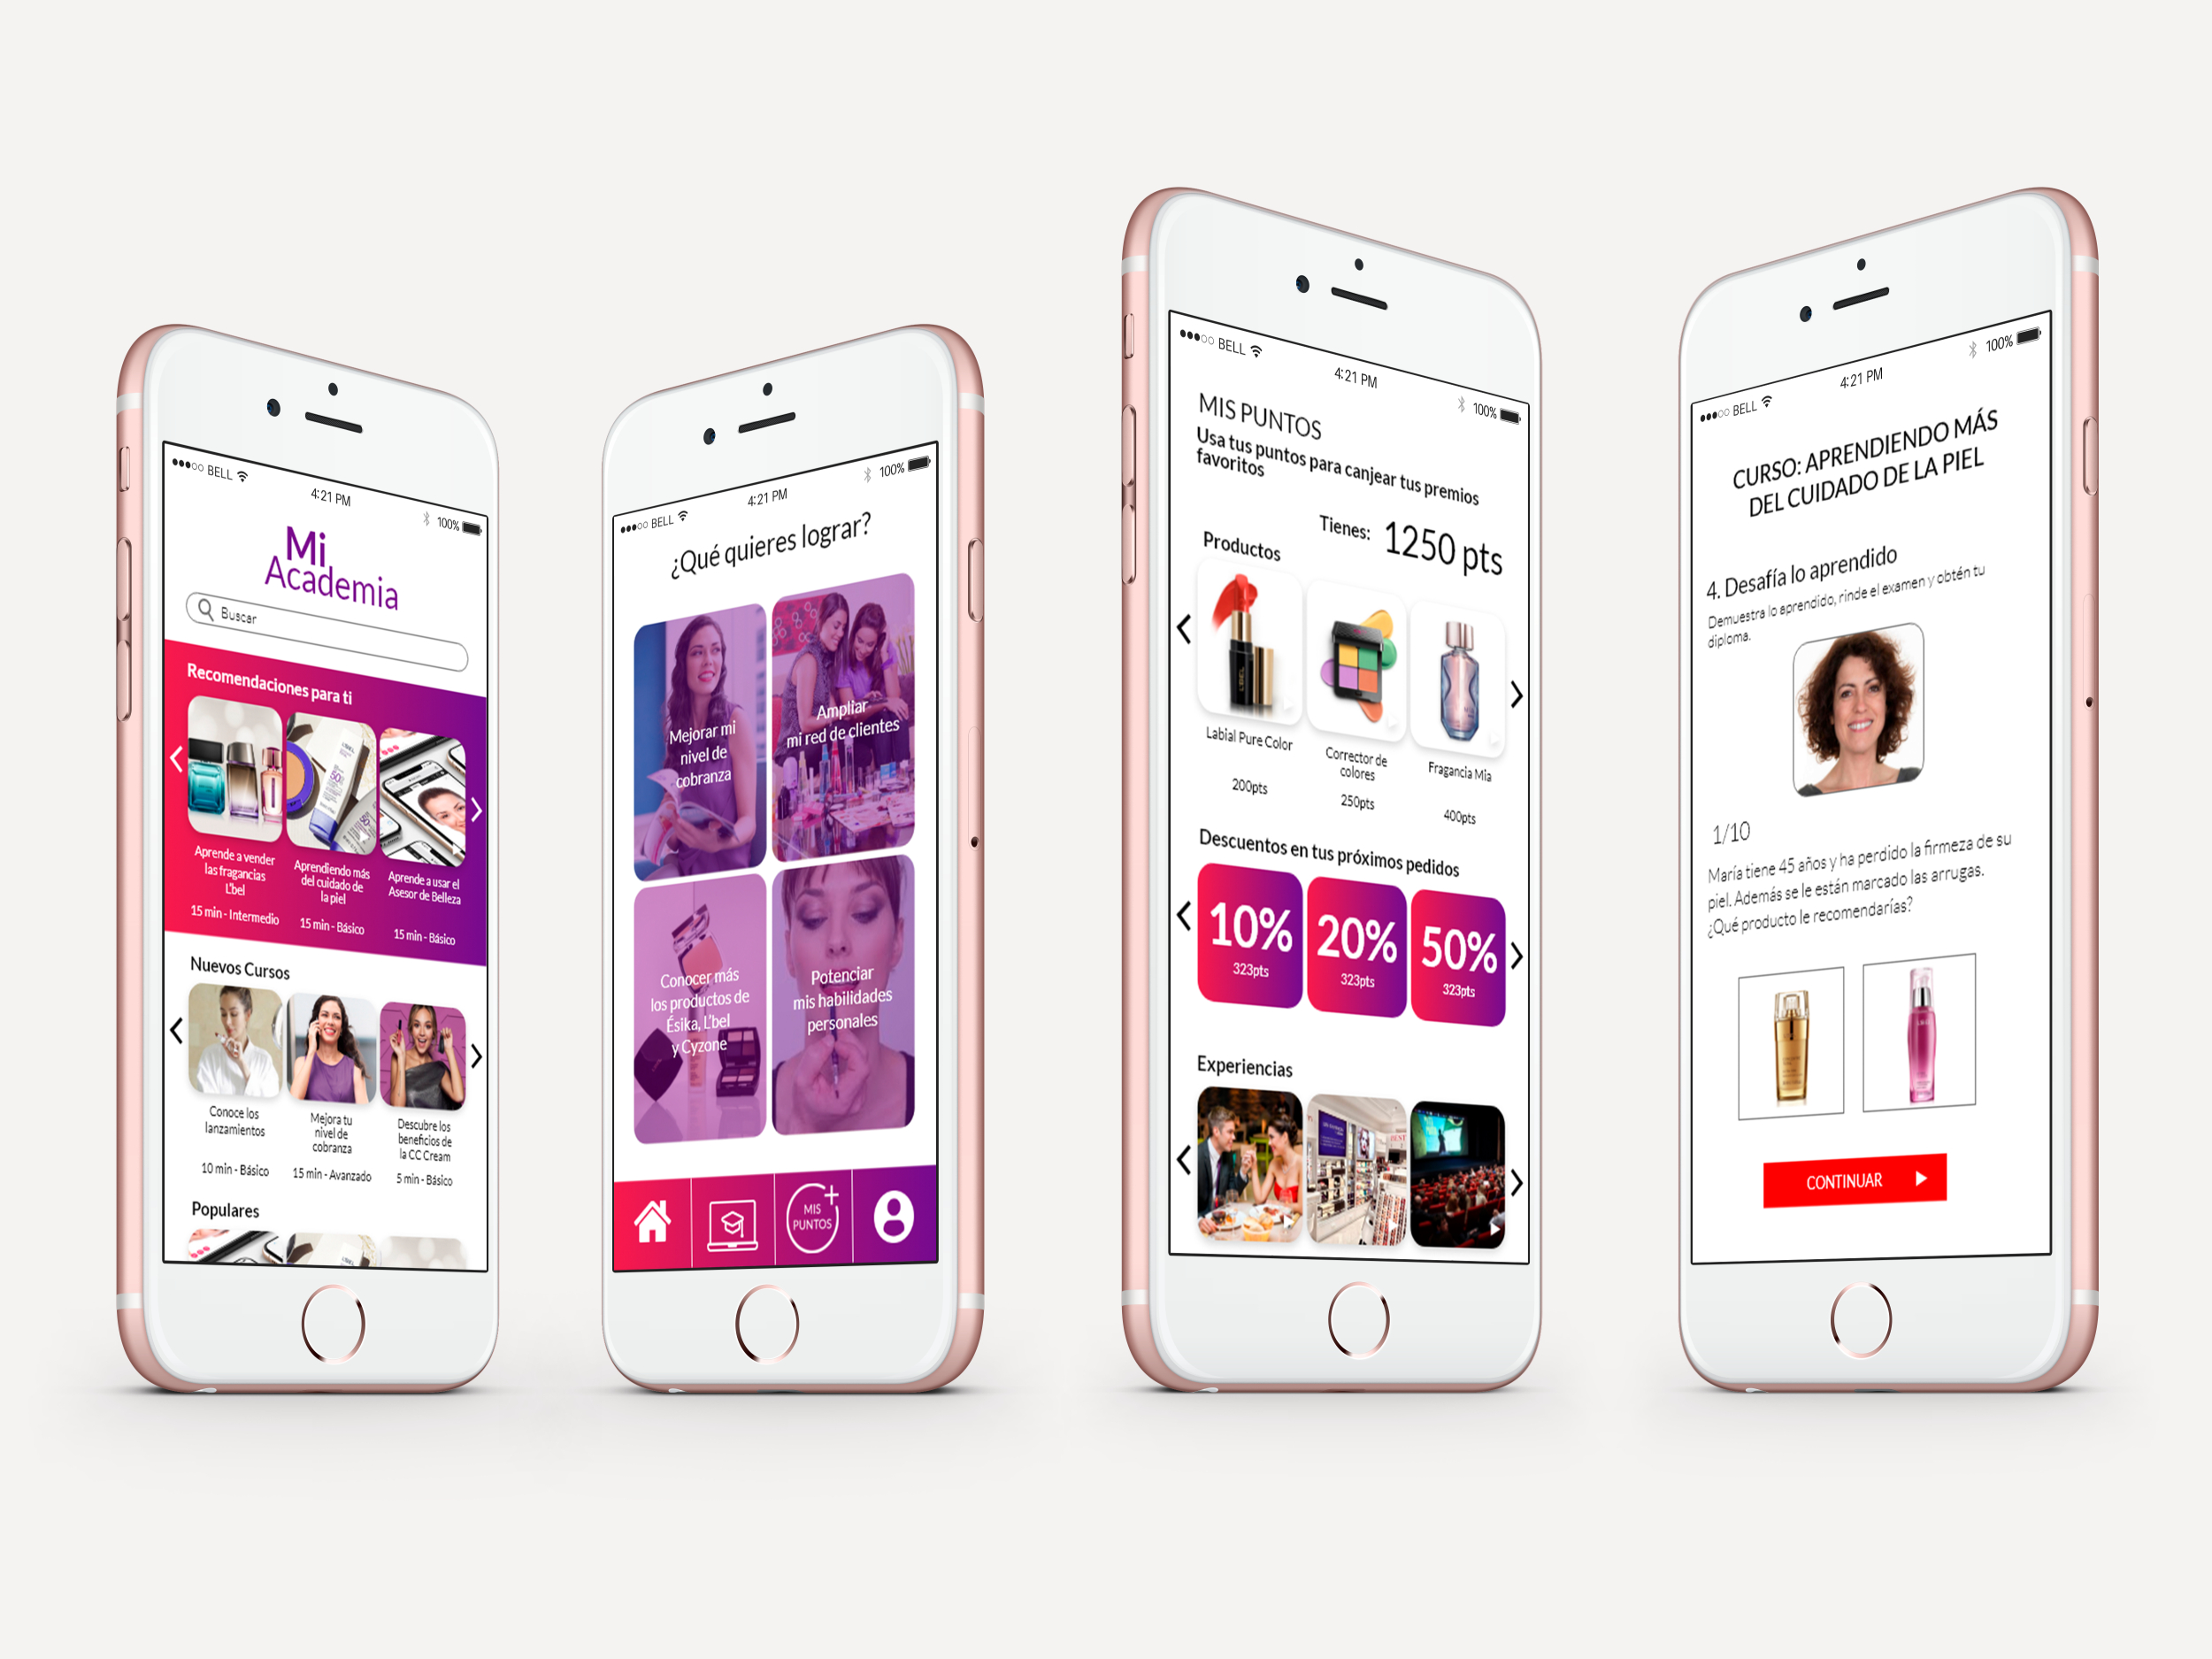 BELL
4:21 PM
100%
Mi
Academia
Buscar
Recomendaciones para ti
Aprende a vender
las fragancias
L'bel
15 min - Intermedio
Aprendiendo más
del cuidado de
la piel
15 min - Básico
Aprende a usar el
Asesor de Belleza
15 min - Básico
Nuevos Cursos
Conoce los
lanzamientos
10 min - Básico
Mejora tu
nivel de
cobranza
15 min - Avanzado
Descubre los
beneficios de
la CC Cream
5 min - Básico
Populares
BELL
4:21 PM
100%
¿Qué quieres lograr?
Mejorar mi
nivel de
cobranza
Ampliar
mi red de clientes
Conocer más
los productos de
Ésika, L'bel
y Cyzone
Potenciar
mis habilidades
personales
MIS
PUNTOS
BELL
4:21 PM
100%
MIS PUNTOS
Usa tus puntos para canjear tus premios
favoritos
Tienes: 1250 pts
Productos
Labial Pure Color
200pts
Corrector de
colores
250pts
Fragancia Mia
400pts
Descuentos en tus próximos pedidos
10%
323pts
20%
323pts
50%
323pts
Experiencias
BELL
4:21 PM
100%
CURSO: APRENDIENDO MÁS
DEL CUIDADO DE LA PIEL
4. Desafía lo aprendido
Demuestra lo aprendido, rinde el examen y obtén tu
diploma.
1/10
María tiene 45 años y ha perdido la firmeza de su
piel. Además se le están marcado las arrugas.
¿Qué producto le recomendarías?
CONTINUAR